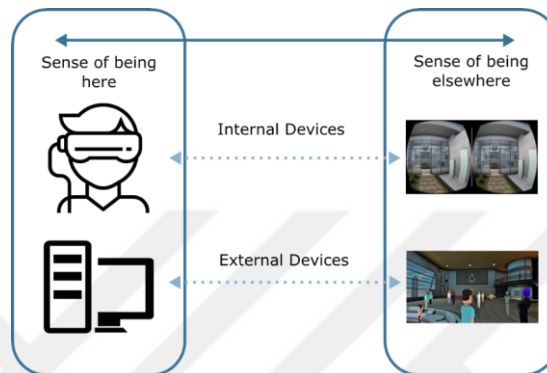 Sense of being
here
Sense of being
elsewhere
Internal Devices
External Devices